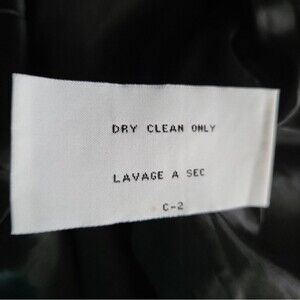 DRY CLEAN ONLY
LAVAGE A SEC
C-2